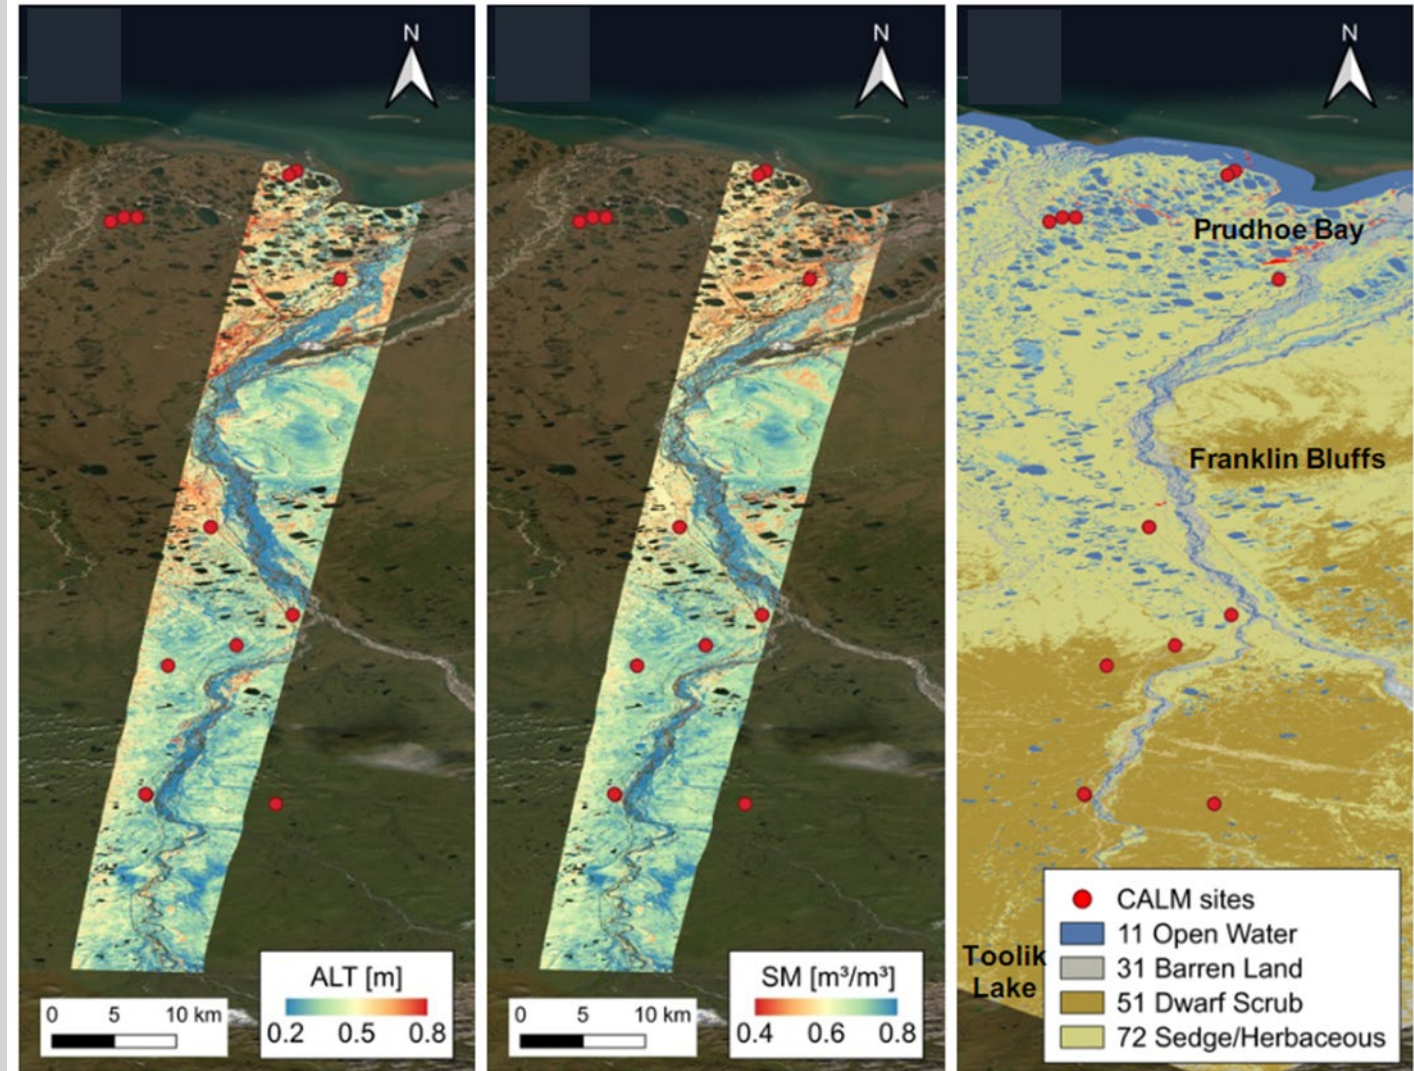 N
N
N
Prudhoe Bay
Franklin Bluffs
Toolik
Lake
ALT [m]
0.2 0.5 0.8
0 5 10 km
SM [m³/m³]
0.4 0.6 0.8
0 5 10 km
CALM sites
11 Open Water
31 Barren Land
51 Dwarf Scrub
72 Sedge/Herbaceous